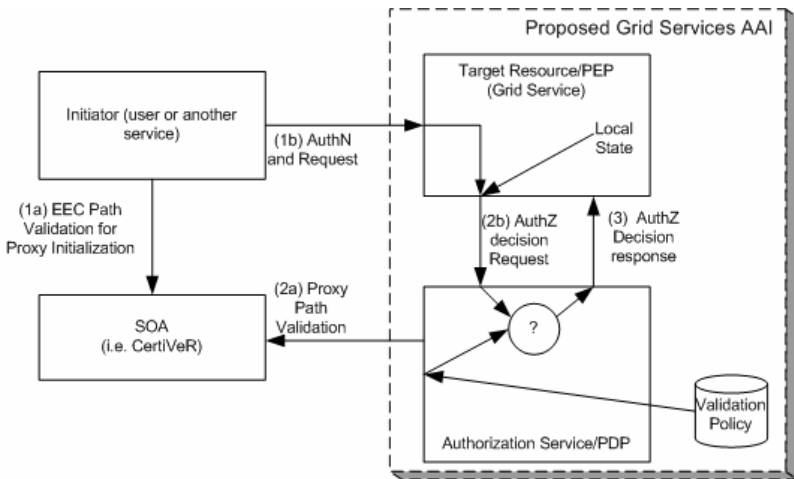 Proposed Grid Services AAI
Target Resource/PEP
(Grid Service)
Initiator (user or another
service)
(1b) AuthN
and Request
Local
State
(1a) EEC Path
Validation for
Proxy Initialization
(2b) AuthZ
decision
Request
(3) AuthZ
Decision
response
(2a) Proxy
Path
Validation
SOA
(i.e. CertiVeR)
?
Validation
Policy
Authorization Service/PDP